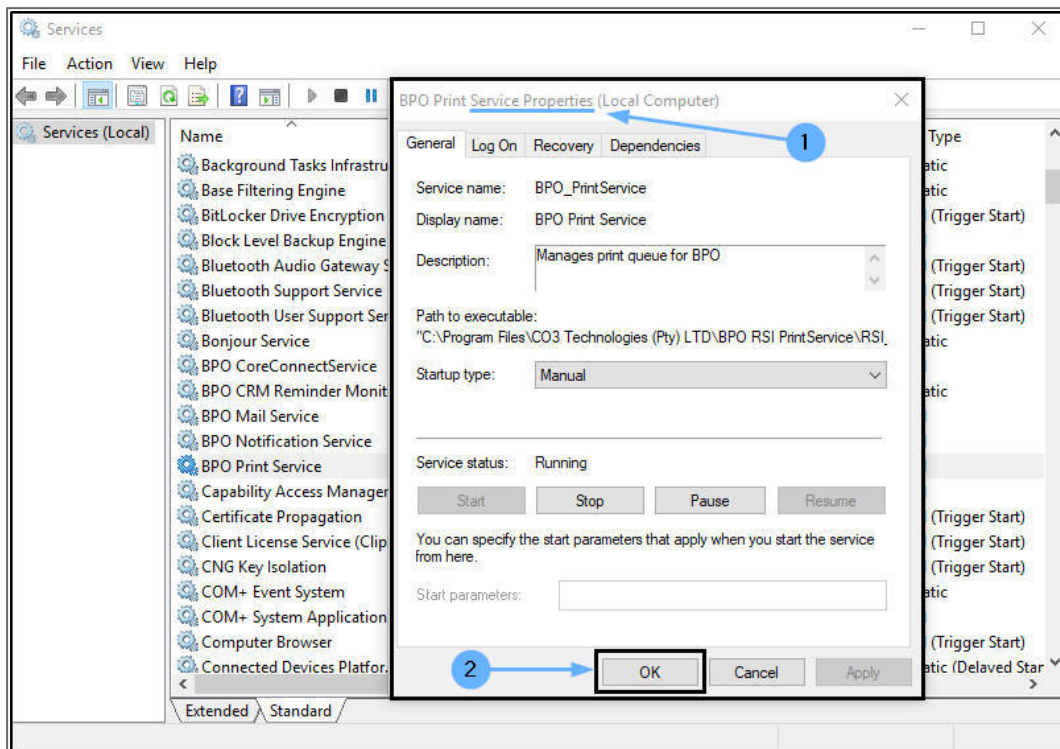 Services
File Action View Help
Services (Local)
Name
Type
Background Tasks Infrastru
atic
Base Filtering Engine
atic
BitLocker Drive Encryption
(Trigger Start)
Block Level Backup Engine
Bluetooth Audio Gateway S
(Trigger Start)
Bluetooth Support Service
(Trigger Start)
Bluetooth User Support Ser
(Trigger Start)
Bonjour Service
atic
BPO CoreConnectService
BPO CRM Reminder Monit
atic
BPO Mail Service
BPO Notification Service
BPO Print Service
Capability Access Manager
Certificate Propagation
(Trigger Start)
Client License Service (Clip
(Trigger Start)
CNG Key Isolation
(Trigger Start)
COM+ Event System
atic
COM+ System Application
Computer Browser
(Trigger Start)
Connected Devices Platfor.
atic (Delayed Star
Extended Standard
BPO Print Service Properties (Local Computer)
1
General Log On Recovery Dependencies
Service name: BPO_PrintService
Display name: BPO Print Service
Description: Manages print queue for BPO
Path to executable:
"C:\Program Files\CO3 Technologies (Pty) LTD\BPO RSI PrintService\RSI_
Startup type: Manual
Service status: Running
Start Stop Pause Resume
You can specify the start parameters that apply when you start the service
from here.
Start parameters:
2
OK Cancel Apply